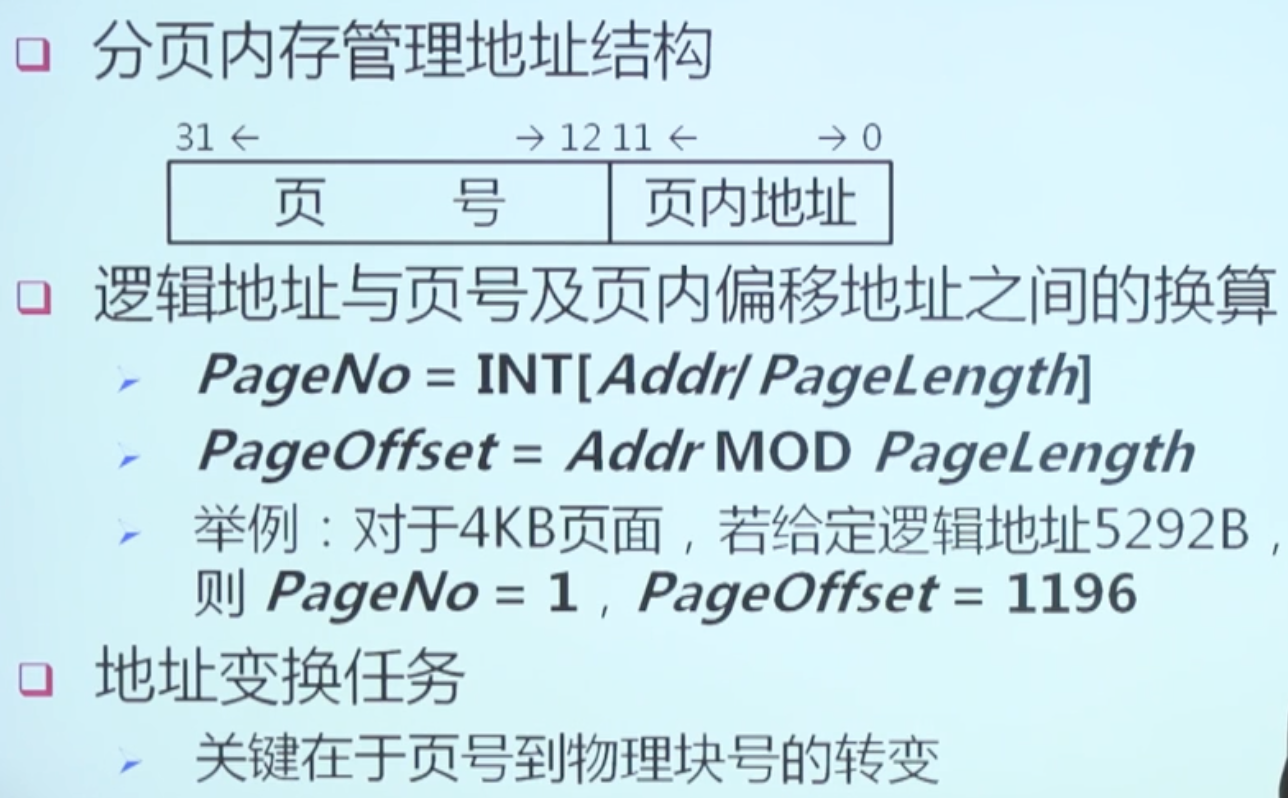 分页内存管理地址结构
31 ← → 12 11 ← → 0
页 号 页内地址
逻辑地址与页号及页内偏移地址之间的换算
PageNo = INT[Addr/PageLength]
PageOffset = Addr MOD PageLength
举例：对于4KB页面，若给定逻辑地址5292B，
则 PageNo = 1，PageOffset = 1196
地址变换任务
关键在于页号到物理块号的转变